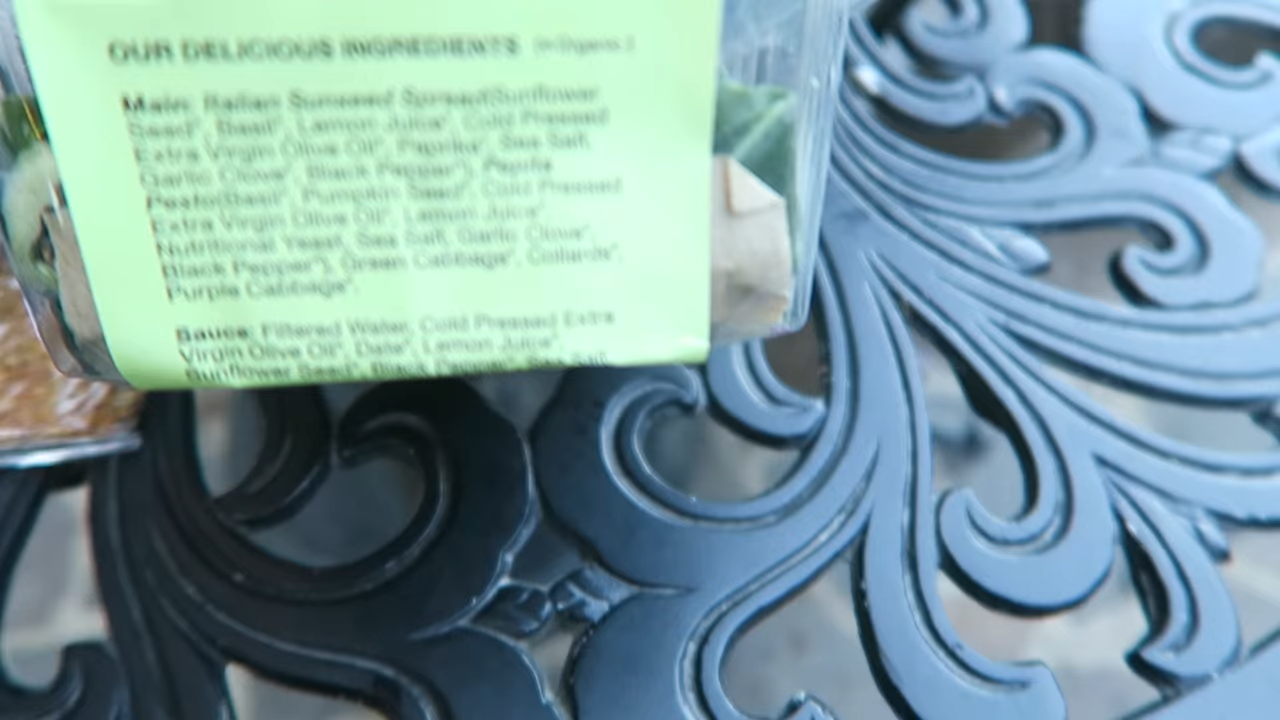 OUR DELICIOUS INGREDIENTS (*=Organic)
Main: Italian Sunseed Spread(Sunflower
Seed*, Basil*, Lemon Juice*, Cold Pressed
Extra Virgin Olive Oil*, Paprika*, Sea Salt,
Garlic Clove*, Black Pepper*), Pepita
Pesto(Basil*, Pumpkin Seed*, Cold Pressed
Extra Virgin Olive Oil*, Lemon Juice*,
Nutritional Yeast, Sea Salt, Garlic Clove*,
Black Pepper*), Green Cabbage*, Collards*,
Purple Cabbage*.
Sauce: Filtered Water, Cold Pressed Extra
Virgin Olive Oil*, Date*, Lemon Juice*,
Sunflower Seed*, Black Pepper*, Sea Salt,